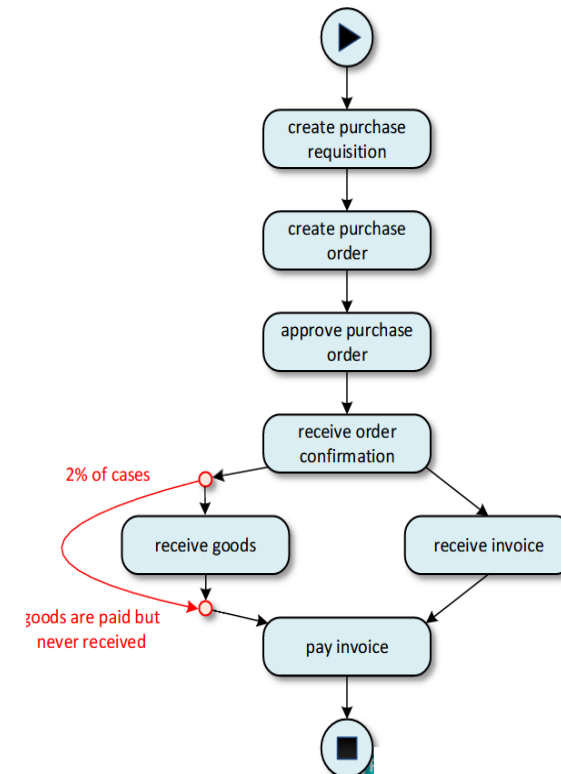 create purchase
requisition
create purchase
order
approve purchase
order
receive order
confirmation
2% of cases
receive goods
receive invoice
goods are paid but
never received
pay invoice